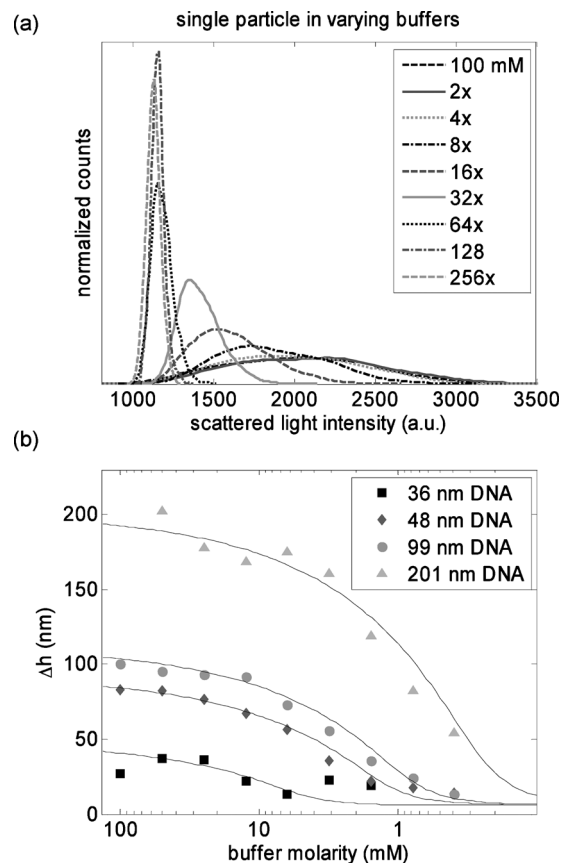 (a)
single particle in varying buffers
normalized counts
100 mM
2x
4x
8x
16x
32x
64x
128
256x
1000 1500 2000 2500 3000 3500
scattered light intensity (a.u.)
(b)
Δh (nm)
200
150
100
50
0
36 nm DNA
48 nm DNA
99 nm DNA
201 nm DNA
100 10 1
buffer molarity (mM)